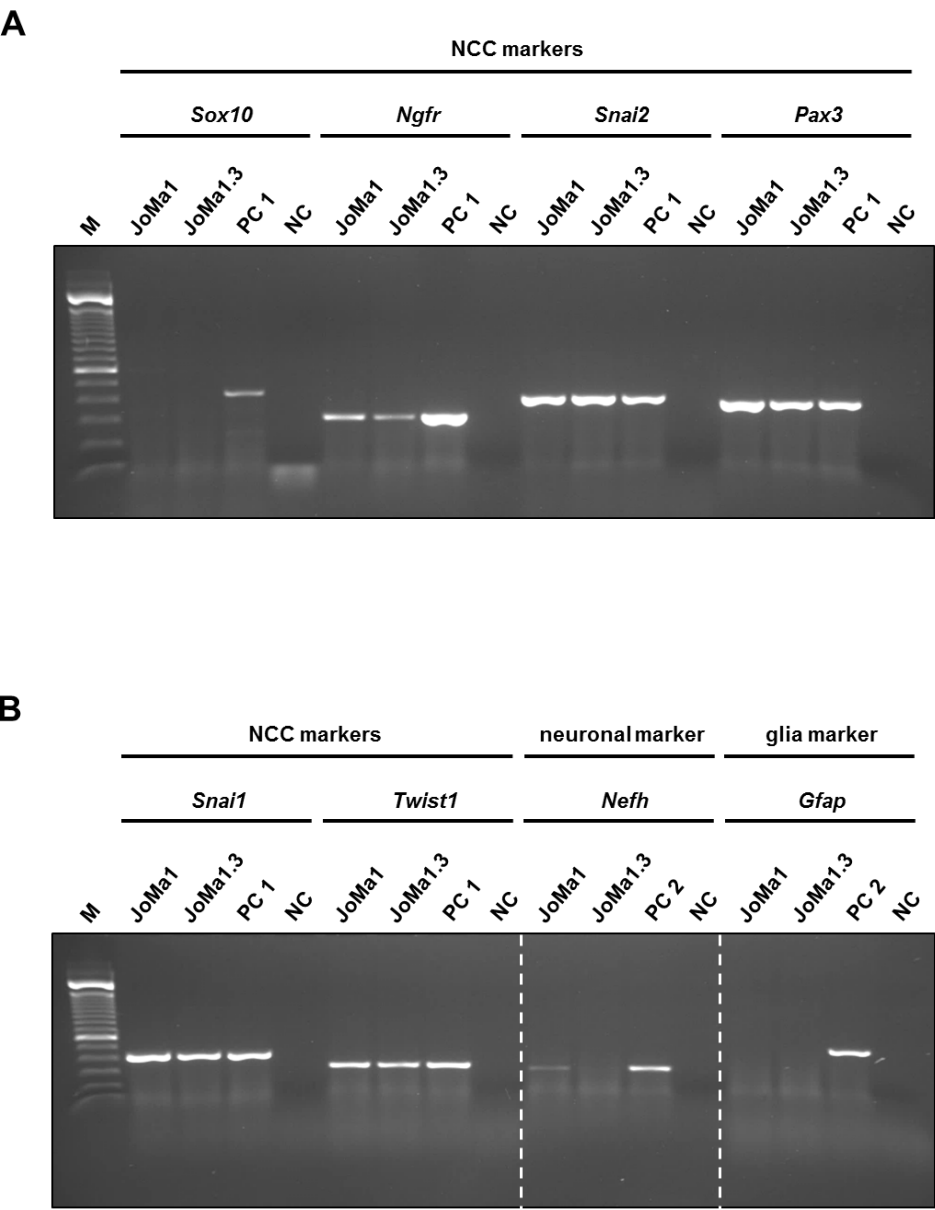 A
NCC markers
Sox10 Ngfr Snai2 Pax3
M JoMa1 JoMa1.3 PC 1 NC JoMa1 JoMa1.3 PC 1 NC JoMa1 JoMa1.3 PC 1 NC JoMa1 JoMa1.3 PC 1 NC
B
NCC markers neuronal marker glia marker
Snai1 Twist1 Nefh Gfap
M JoMa1 JoMa1.3 PC 1 NC JoMa1 JoMa1.3 PC 1 NC JoMa1 JoMa1.3 PC 2 NC JoMa1 JoMa1.3 PC 2 NC